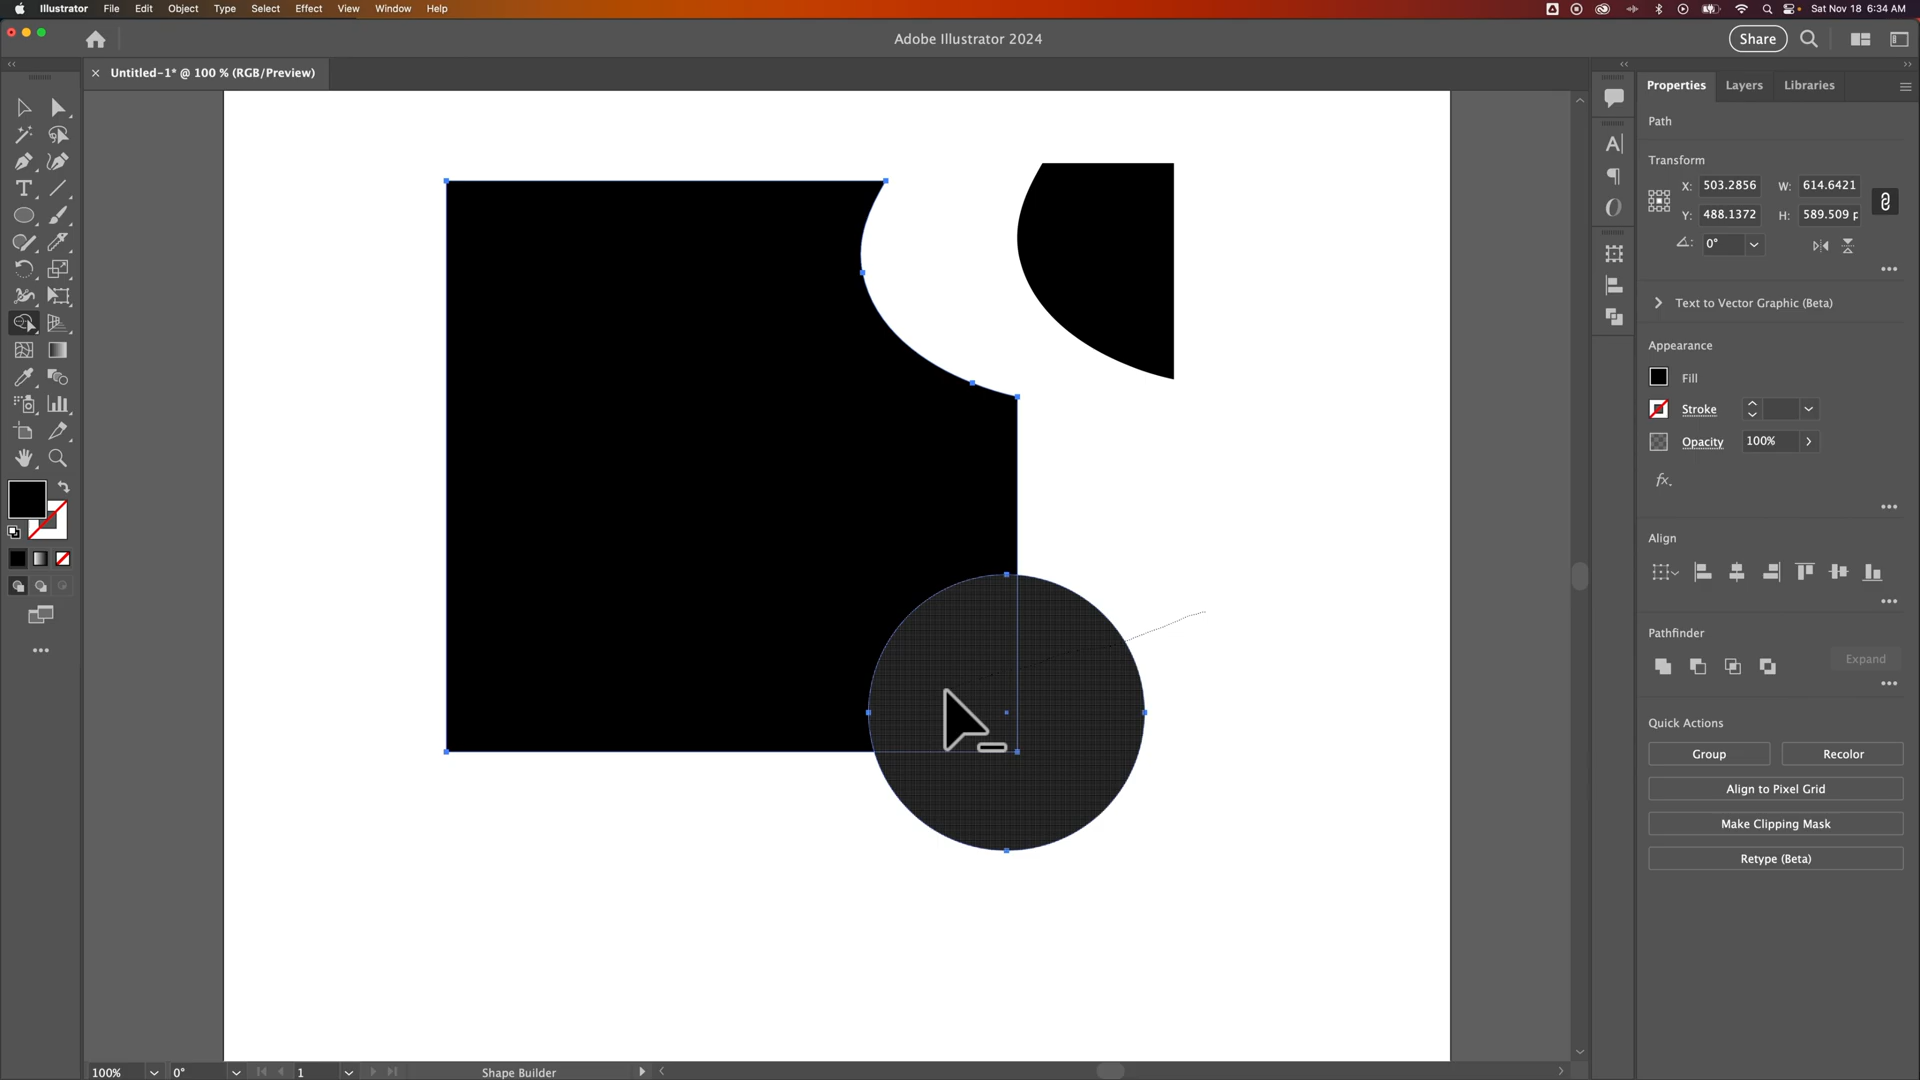 Illustrator File Edit Object Type Select Effect View Window Help
Sat Nov 18 6:34 AM
Adobe Illustrator 2024
Share
Untitled-1* @ 100 % (RGB/Preview)
Properties Layers Libraries
Path
Transform
X: 503.2856 W: 614.6421
Y: 488.1372 H: 589.509 p
0°
Text to Vector Graphic (Beta)
Appearance
Fill
Stroke
Opacity 100%
fx.
Align
Pathfinder
Expand
Quick Actions
Group Recolor
Align to Pixel Grid
Make Clipping Mask
Retype (Beta)
100% 0° 1 Shape Builder